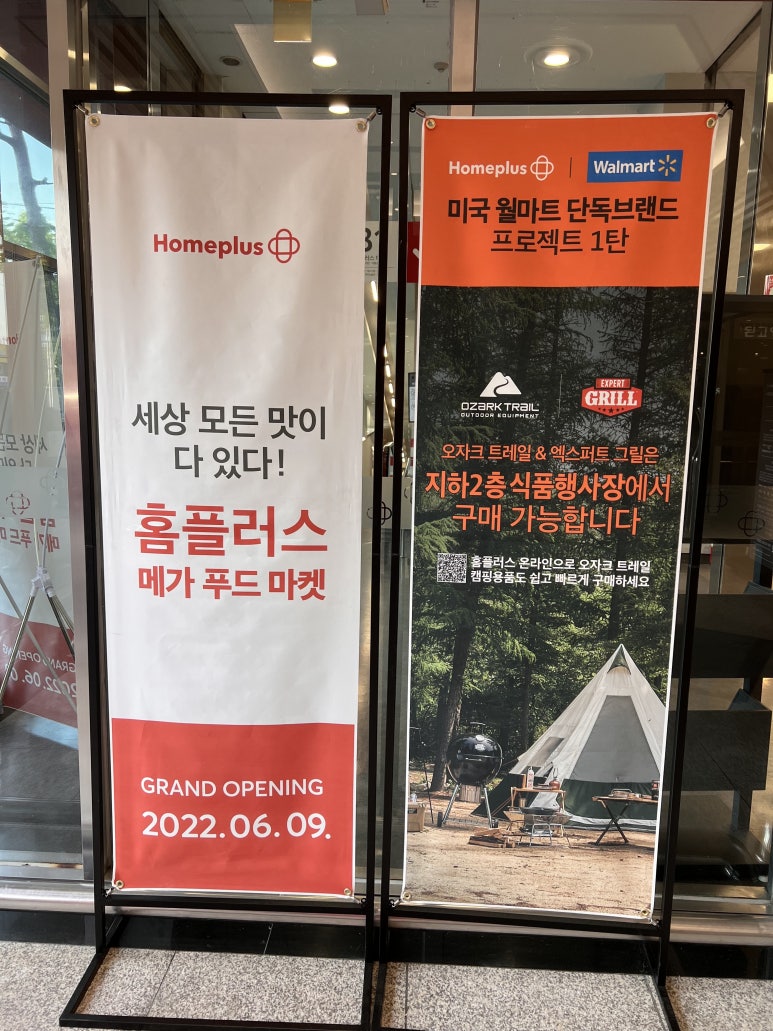 Homeplus
세상 모든 맛이
다 있다!
홈플러스
메가 푸드 마켓
GRAND OPENING
2022.06.09.
Homeplus | Walmart
미국 월마트 단독브랜드
프로젝트 1탄
OZARK TRAIL
OUTDOOR EQUIPMENT
EXPERT
GRILL
오자크 트레일 & 엑스퍼트 그릴은
지하2층 식품행사장에서
구매 가능합니다
홈플러스 온라인으로 오자크 트레일
캠핑용품도 쉽고 빠르게 구매하세요